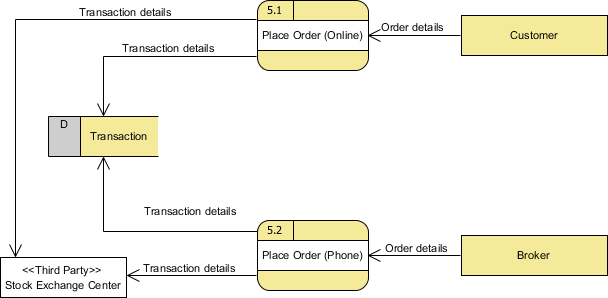 Transaction details
5.1
Place Order (Online)
Order details
Customer
Transaction details
D
Transaction
Transaction details
5.2
Place Order (Phone)
Order details
Broker
<<Third Party>>
Stock Exchange Center
Transaction details